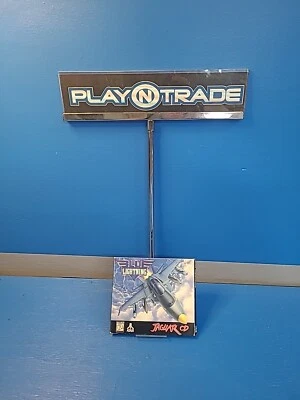 PLAY N TRADE
BLUE
LIGHTNING
JAGUAR CD